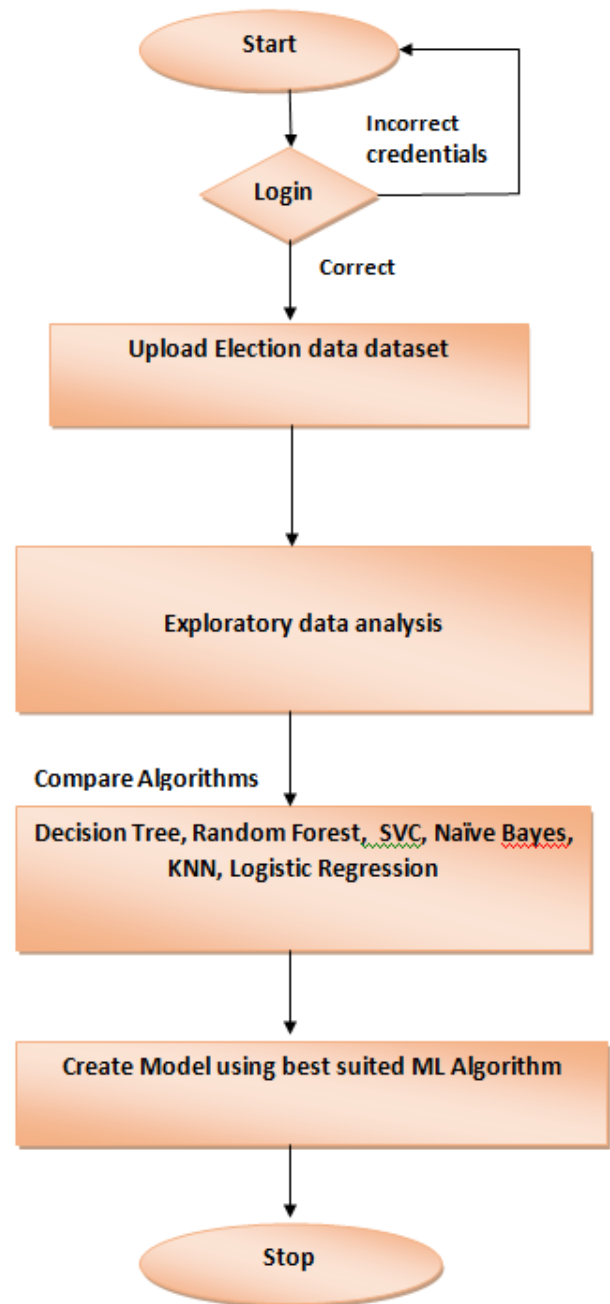 Start
Incorrect
credentials
Login
Correct
Upload Election data dataset
Exploratory data analysis
Compare Algorithms
Decision Tree, Random Forest, SVC, Naïve Bayes,
KNN, Logistic Regression
Create Model using best suited ML Algorithm
Stop